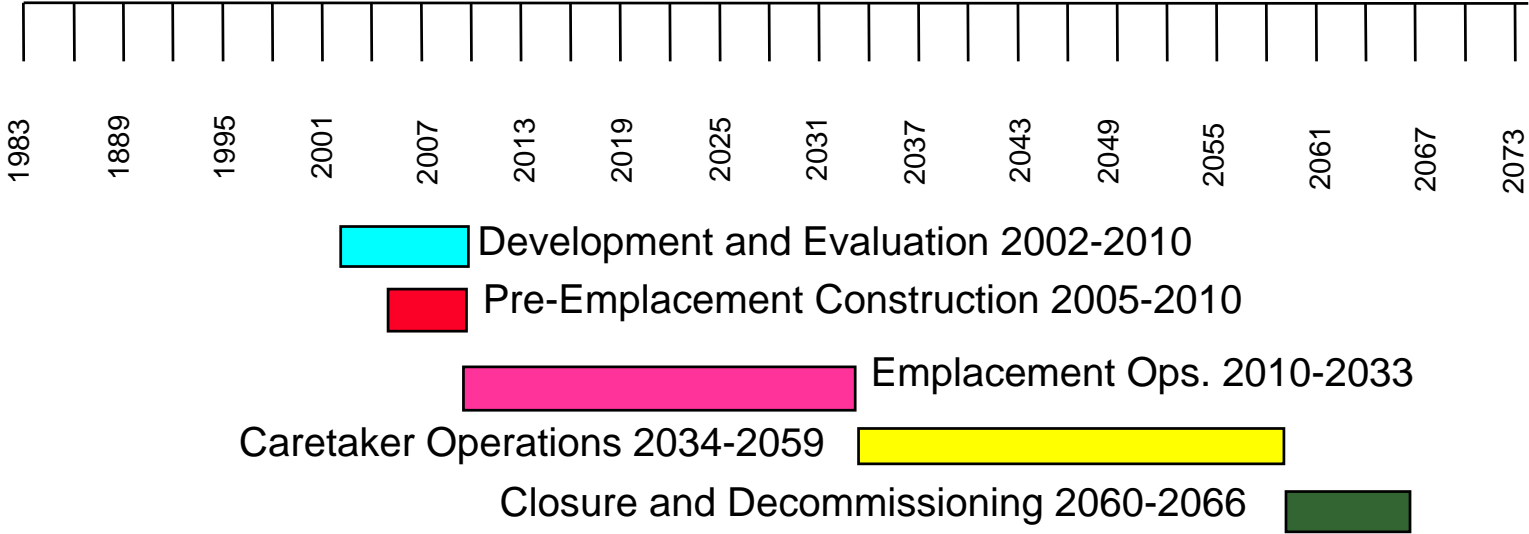 1983 1889 1995 2001 2007 2013 2019 2025 2031 2037 2043 2049 2055 2061 2067 2073
Development and Evaluation 2002-2010
Pre-Emplacement Construction 2005-2010
Emplacement Ops. 2010-2033
Caretaker Operations 2034-2059
Closure and Decommissioning 2060-2066